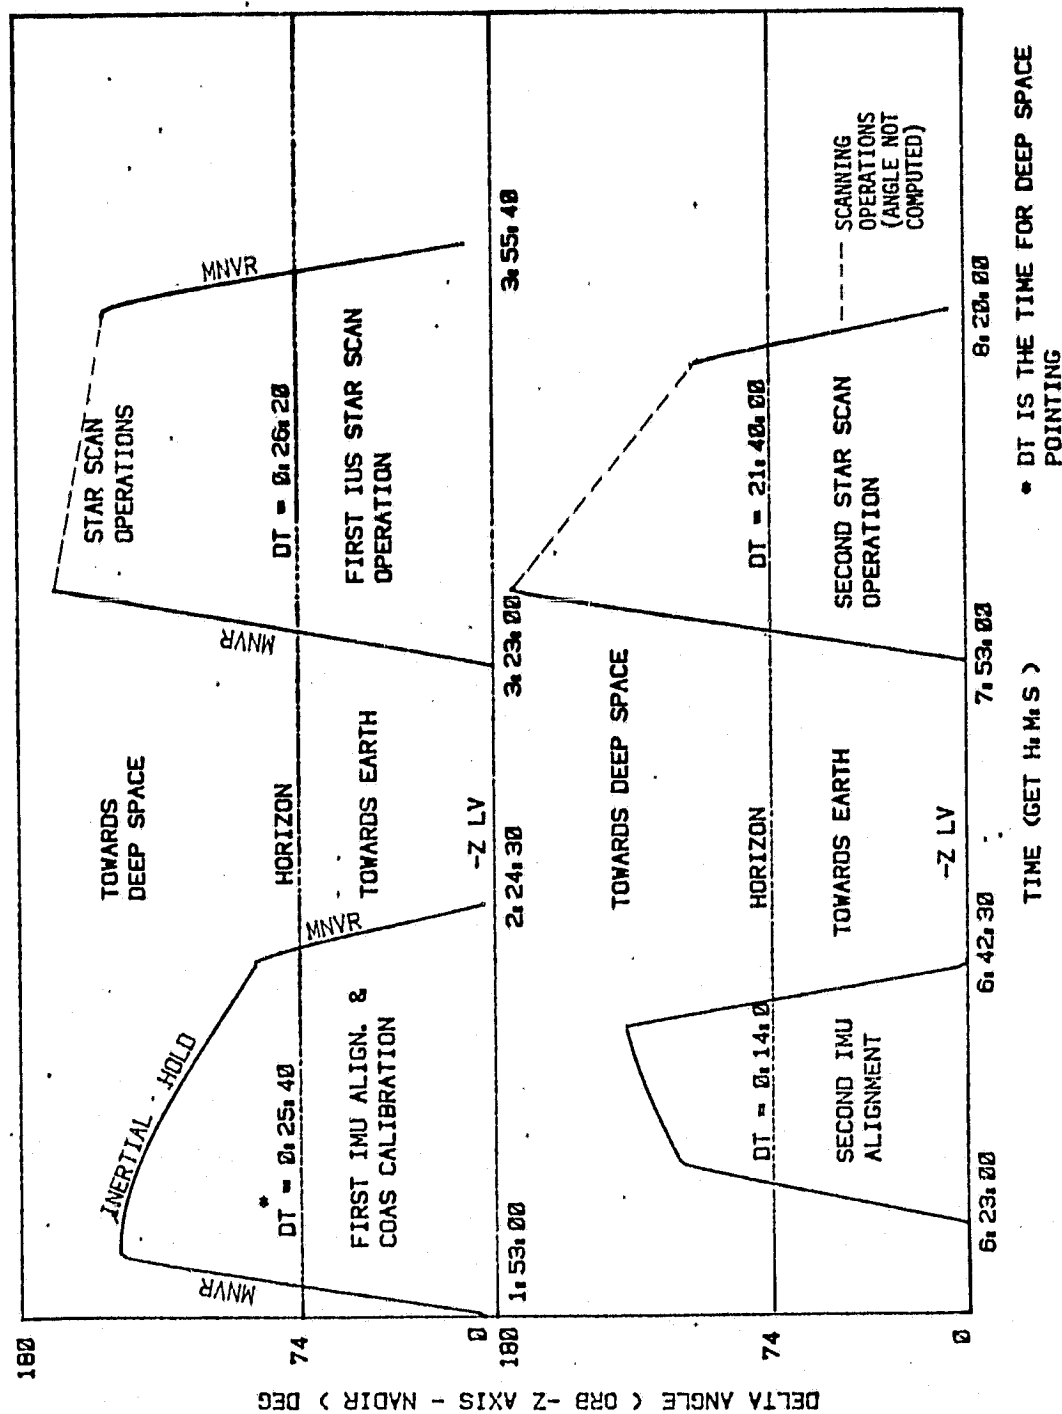 DELTA ANGLE ( ORB -Z AXIS - NADIR ) DEG
180
74
0
MNVR
INERTIAL - HOLD
MNVR
TOWARDS
DEEP SPACE
MNVR
STAR SCAN
OPERATIONS
MNVR
*
DT = 0:25:40
HORIZON
DT = 0:26:20
FIRST IMU ALIGN. &
COAS CALIBRATION
TOWARDS EARTH
FIRST IUS STAR SCAN
OPERATION
-Z LV
1:53:00
2:24:30
3:23:00
3:55:40
180
74
0
TOWARDS DEEP SPACE
DT = 0:14:0
HORIZON
DT = 21:40:00
SECOND IMU
ALIGNMENT
TOWARDS EARTH
SECOND STAR SCAN
OPERATION
---- SCANNING
OPERATIONS
(ANGLE NOT
COMPUTED)
-Z LV
6:23:00
6:42:30
7:53:00
8:20:00
TIME (GET H:M:S )
* DT IS THE TIME FOR DEEP SPACE
POINTING